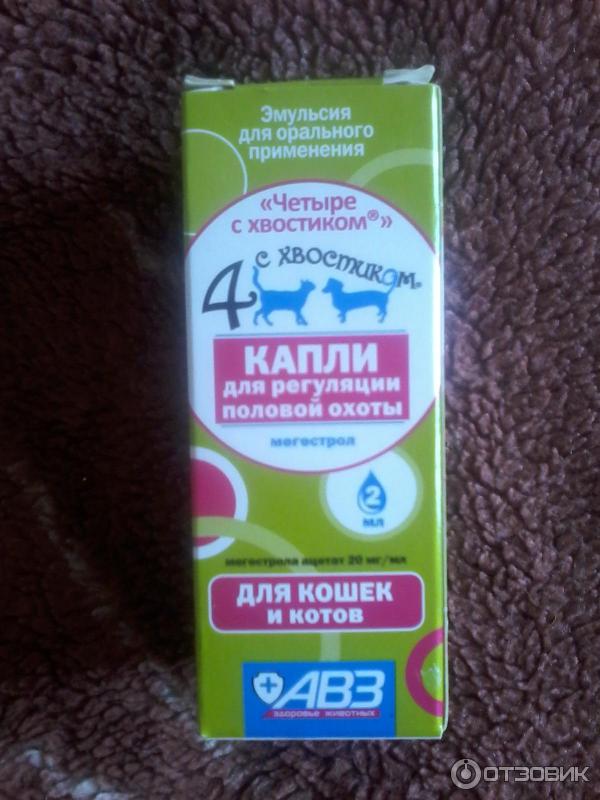 Эмульсия
для орального
применения
«Четыре
с хвостиком®»
4 с хвостиком®
КАПЛИ
для регуляции
половой охоты
мегестрол
2
мл
мегестрола ацетат 20 мг/мл
ДЛЯ КОШЕК
И КОТОВ
АВЗ
здоровье животных
ОТЗОВИК